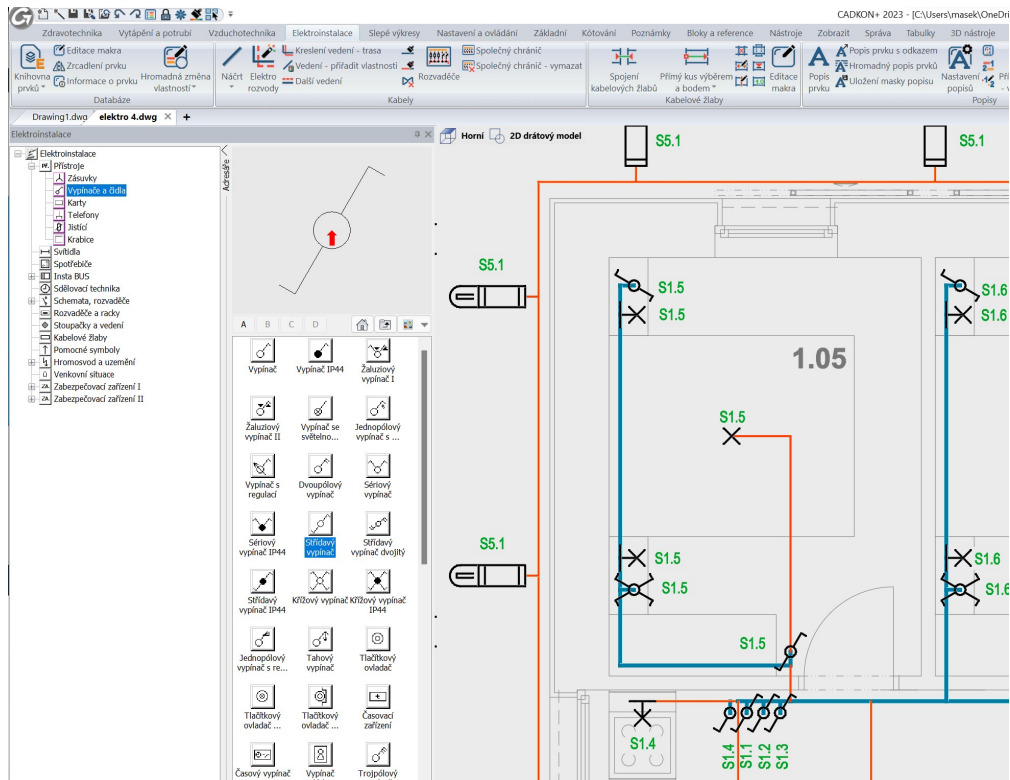 CADKON+ 2023 - [C:\Users\masek\OneDri
Zdravotechnika Vytápění a potrubí Vzduchotechnika Elektroinstalace Slepé výkresy Nastavení a ovládání Základní Kótování Poznámky Bloky a reference Nástroje Zobrazit Správa Tabulky 3D nástroje
Knihovna prvků
Editace makra
Zrcadlení prvku
Informace o prvku
Hromadná změna vlastností
Databáze
Náčrt
Elektro rozvody
Kreslení vedení - trasa
Vedení - přiřadit vlastnosti
Další vedení
Rozvaděče
Společný chránič
Společný chránič - vymazat
Kabely
Spojení kabelových žlabů
Přímý kus výběrem a bodem
Editace makra
Kabelové žlaby
Popis prvku
Popis prvku s odkazem
Hromadný popis prvků
Uložení masky popisu
Nastavení popisů
Popisy
Drawing1.dwg elektro 4.dwg
Elektroinstalace
Elektroinstalace
Přístroje
Zásuvky
Vypínače a čidla
Karty
Telefony
Jistící
Krabice
Svítidla
Spotřebiče
Insta BUS
Sdělovací technika
Schemata, rozvaděče
Rozvaděče a racky
Stoupačky a vedení
Kabelové žlaby
Pomocné symboly
Hromosvod a uzemění
Venkovní situace
Zabezpečovací zařízení I
Zabezpečovací zařízení II
Adresáře
A B C D
Vypínač
Vypínač IP44
Žaluziový vypínač I
Žaluziový vypínač II
Vypínač se světelno...
Jednopólový vypínač s ...
Vypínač s regulací
Dvoupólový vypínač
Sériový vypínač
Sériový vypínač IP44
Střídavý vypínač
Střídavý vypínač dvojitý
Střídavý vypínač IP44
Křížový vypínač
Křížový vypínač IP44
Jednopólový vypínač s re...
Tahový vypínač
Tlačítkový ovladač
Tlačítkový ovladač ...
Tlačítkový ovladač ...
Časovací zařízení
Časový vypínač
Vypínač
Trojpólový
Horní 2D drátový model
S5.1
S5.1
S5.1
S1.5
S1.6
S1.5
S1.6
1.05
S1.5
S5.1
S1.5
S1.6
S1.5
S1.6
S1.5
S1.4
S1.4
S1.1
S1.2
S1.3